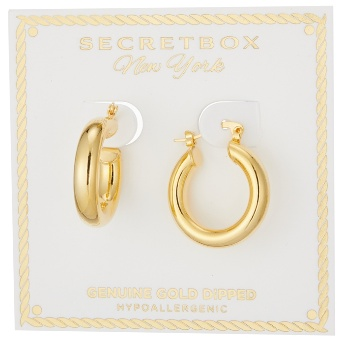 SECRETBOX
New York
GENUINE GOLD DIPPED
HYPOALLERGENIC